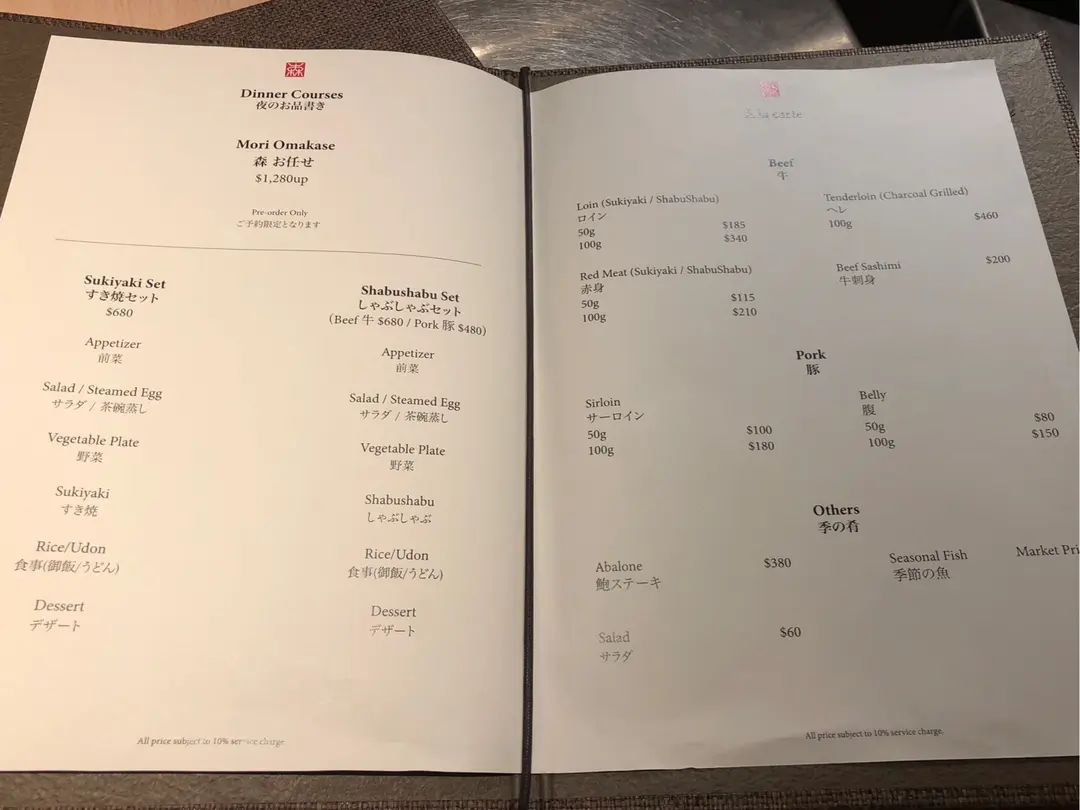 森
Dinner Courses
夜のお品書き
Mori Omakase
森 お任せ
$1,280up
Pre-order Only
ご予約限定となります
Sukiyaki Set
すき焼セット
$680
Appetizer
前菜
Salad / Steamed Egg
サラダ / 茶碗蒸し
Vegetable Plate
野菜
Sukiyaki
すき焼
Rice/Udon
食事(御飯/うどん)
Dessert
デザート
Shabushabu Set
しゃぶしゃぶセット
(Beef 牛 $680 / Pork 豚 $480)
Appetizer
前菜
Salad / Steamed Egg
サラダ / 茶碗蒸し
Vegetable Plate
野菜
Shabushabu
しゃぶしゃぶ
Rice/Udon
食事(御飯/うどん)
Dessert
デザート
All price subject to 10% service charge
À la carte
Beef
牛
Loin (Sukiyaki / ShabuShabu)
ロイン
50g $185
100g $340
Tenderloin (Charcoal Grilled)
ヘレ
100g $460
Red Meat (Sukiyaki / ShabuShabu)
赤身
50g $115
100g $210
Beef Sashimi $200
牛刺身
Pork
豚
Sirloin
サーロイン
50g $100
100g $180
Belly
腹
50g $80
100g $150
Others
季の肴
Abalone $380
鮑ステーキ
Seasonal Fish Market Pri
季節の魚
Salad $60
サラダ
All price subject to 10% service charge.